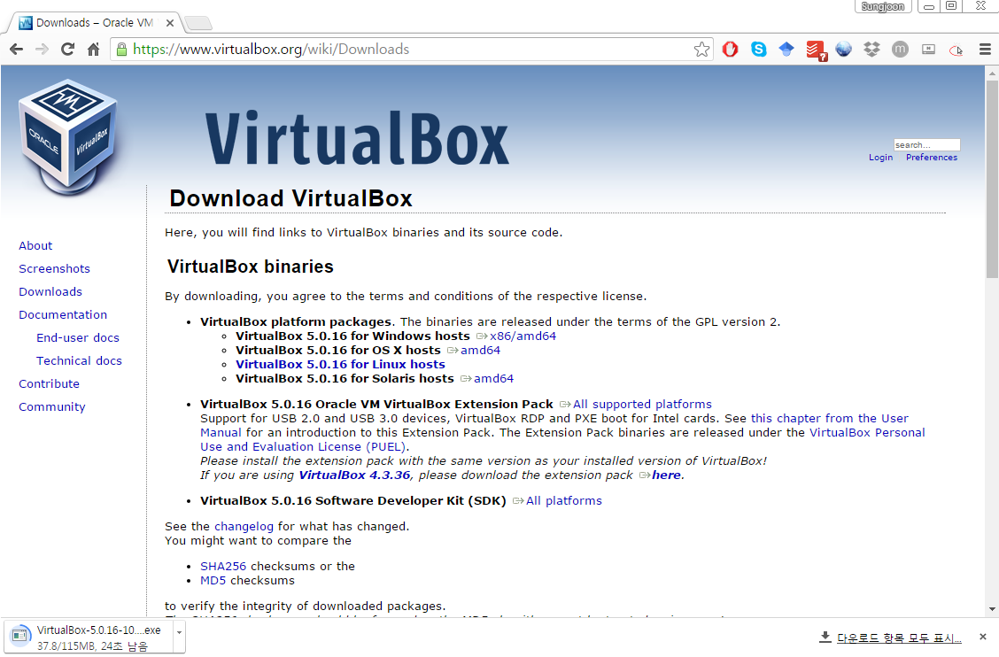 Sungjoon
Downloads – Oracle VM
https://www.virtualbox.org/wiki/Downloads
VirtualBox
ORACLE
VirtualBox
search...
Login Preferences
Download VirtualBox
Here, you will find links to VirtualBox binaries and its source code.
About
Screenshots
Downloads
Documentation
End-user docs
Technical docs
Contribute
Community
VirtualBox binaries
By downloading, you agree to the terms and conditions of the respective license.
• VirtualBox platform packages. The binaries are released under the terms of the GPL version 2.
◦ VirtualBox 5.0.16 for Windows hosts x86/amd64
◦ VirtualBox 5.0.16 for OS X hosts amd64
◦ VirtualBox 5.0.16 for Linux hosts
◦ VirtualBox 5.0.16 for Solaris hosts amd64
• VirtualBox 5.0.16 Oracle VM VirtualBox Extension Pack All supported platforms
Support for USB 2.0 and USB 3.0 devices, VirtualBox RDP and PXE boot for Intel cards. See this chapter from the User
Manual for an introduction to this Extension Pack. The Extension Pack binaries are released under the VirtualBox Personal
Use and Evaluation License (PUEL).
Please install the extension pack with the same version as your installed version of VirtualBox!
If you are using VirtualBox 4.3.36, please download the extension pack here.
• VirtualBox 5.0.16 Software Developer Kit (SDK) All platforms
See the changelog for what has changed.
You might want to compare the
• SHA256 checksums or the
• MD5 checksums
to verify the integrity of downloaded packages.
VirtualBox-5.0.16-10....exe
37.8/115MB, 24초 남음
다운로드 항목 모두 표시...